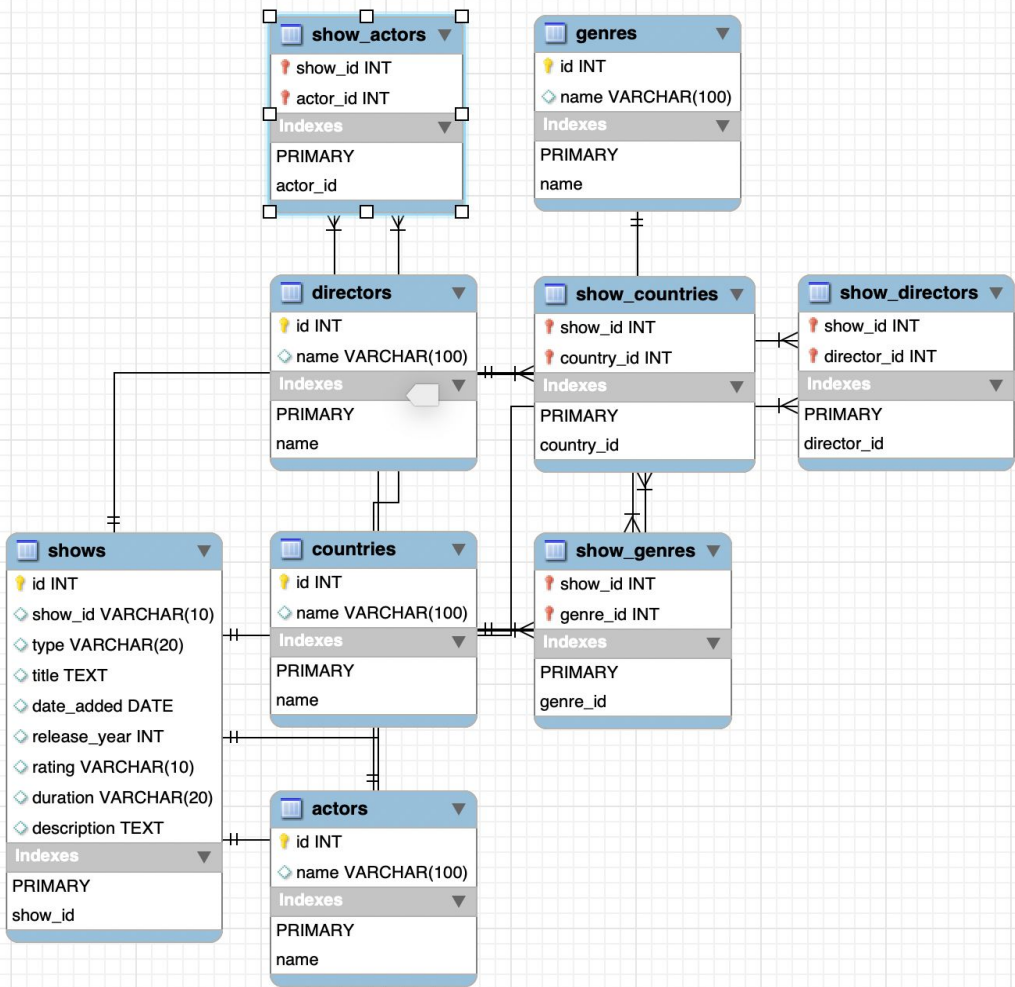 show_actors
show_id INT
actor_id INT
Indexes
PRIMARY
actor_id
genres
id INT
name VARCHAR(100)
Indexes
PRIMARY
name
directors
id INT
name VARCHAR(100)
Indexes
PRIMARY
name
show_countries
show_id INT
country_id INT
Indexes
PRIMARY
country_id
show_directors
show_id INT
director_id INT
Indexes
PRIMARY
director_id
shows
id INT
show_id VARCHAR(10)
type VARCHAR(20)
title TEXT
date_added DATE
release_year INT
rating VARCHAR(10)
duration VARCHAR(20)
description TEXT
Indexes
PRIMARY
show_id
countries
id INT
name VARCHAR(100)
Indexes
PRIMARY
name
show_genres
show_id INT
genre_id INT
Indexes
PRIMARY
genre_id
actors
id INT
name VARCHAR(100)
Indexes
PRIMARY
name